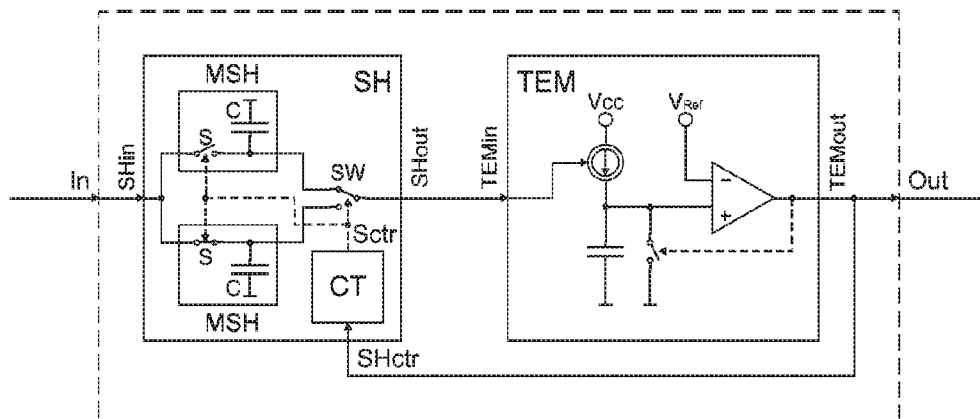 MSH
SH
C
S
SW
In
SHin
SHout
Sctr
S
C
CT
MSH
SHctr
TEM
VCC
VRef
TEMin
−
+
TEMout
Out